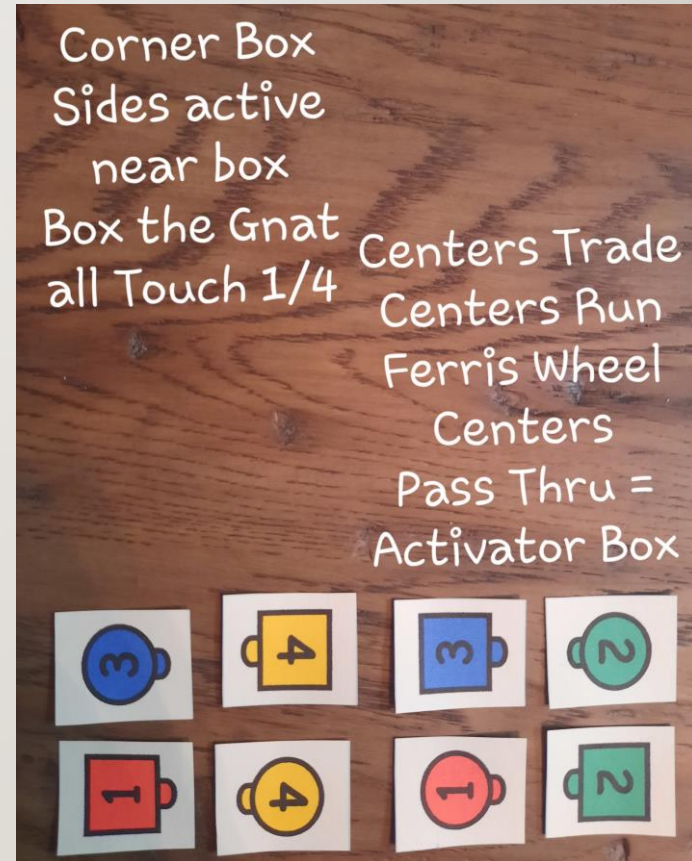 Corner Box
Sides active
near box
Box the Gnat
all Touch 1/4
Centers Trade
Centers Run
Ferris Wheel
Centers
Pass Thru =
Activator Box
3 4 3 2
1 4 1 2